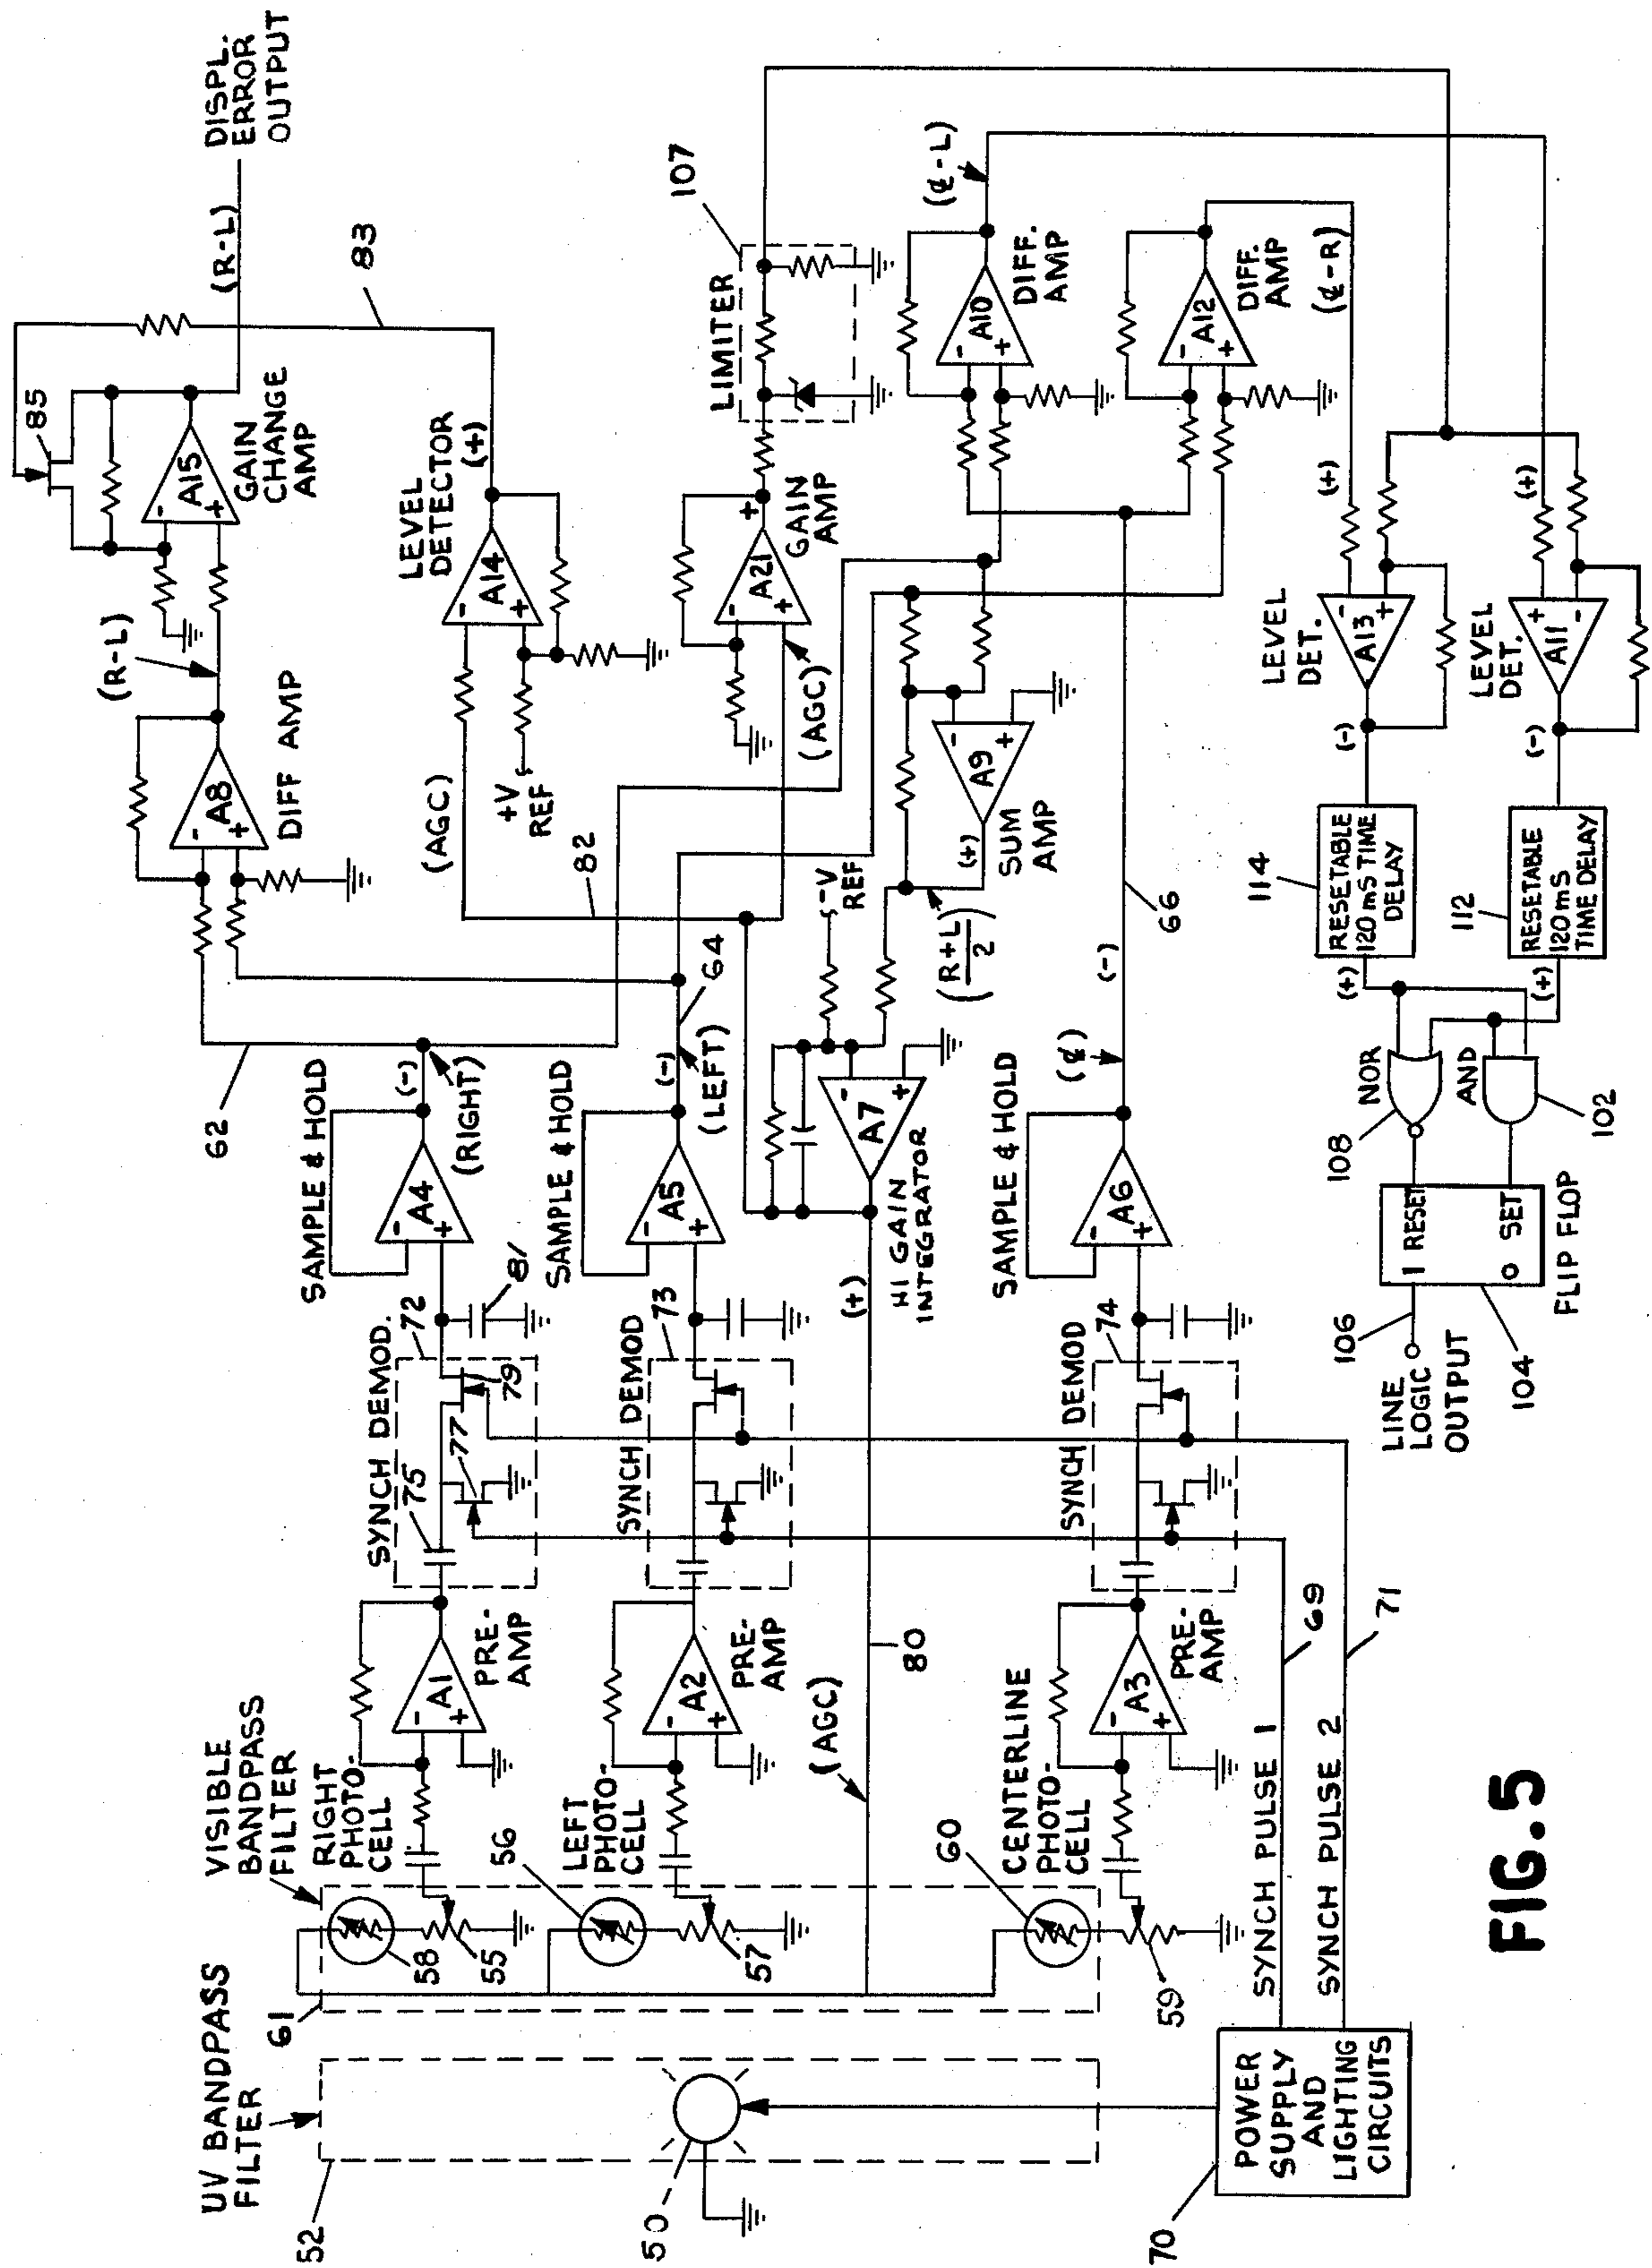 UV BANDPASS
FILTER
52
50
70
POWER
SUPPLY
AND
LIGHTING
CIRCUITS
61
VISIBLE
BANDPASS
FILTER
RIGHT
PHOTO-
CELL
58
55
56
LEFT
PHOTO-
CELL
57
60
CENTERLINE
PHOTO-
CELL
59
SYNCH PULSE 1
SYNCH PULSE 2
69
71
(AGC)
80
-
+
A1
PRE-
AMP
-
+
A2
PRE-
AMP
-
+
A3
PRE-
AMP
SYNCH DEMOD.
72
75
77
79
81
SYNCH DEMOD
73
SYNCH DEMOD
74
SAMPLE & HOLD
-
+
A4
(-)
(RIGHT)
62
SAMPLE & HOLD
-
+
A5
(-)
(LEFT)
64
(+)
HI GAIN
INTEGRATOR
A7
-
+
SAMPLE & HOLD
-
+
A6
(¢)
(-)
66
-V
REF
(R+L
2)
(+)
SUM
AMP
A9
-
+
82
(AGC)
+V
REF
(AGC)
-
+
A8
DIFF AMP
(R-L)
-
+
A15
GAIN
CHANGE
AMP
85
(R-L)
DISPL.
ERROR
OUTPUT
83
LEVEL
DETECTOR
-
+
A14
(+)
-
+
A21
+
GAIN
AMP
LIMITER
107
-
+
A10
DIFF.
AMP
(¢-L)
-
+
A12
DIFF.
AMP
(¢-R)
(+)
(+)
LEVEL
DET.
A13
-
+
(-)
LEVEL
DET.
A11
+
-
(-)
114
RESETABLE
120 mS TIME
DELAY
(+)
112
RESETABLE
120 mS
TIME DELAY
(+)
NOR
108
AND
102
1 RESET
0 SET
FLIP FLOP
104
106
LINE
LOGIC
OUTPUT
FIG. 5